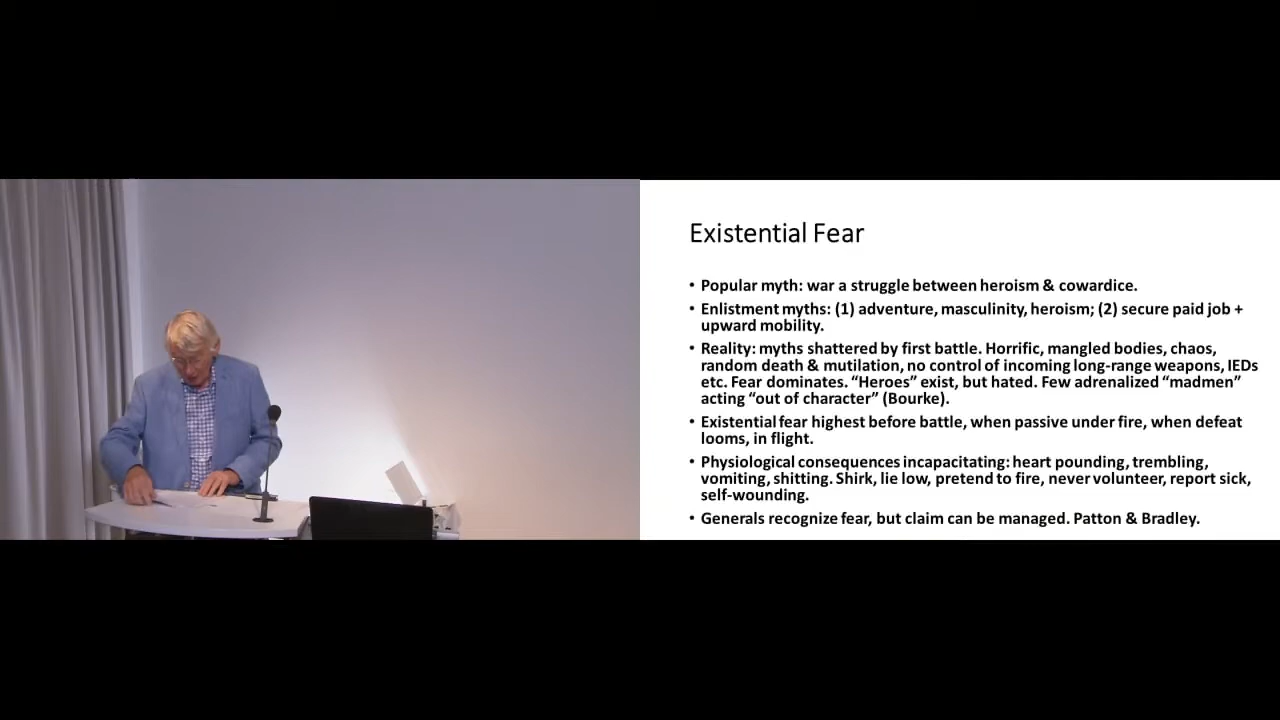 Existential Fear
• Popular myth: war a struggle between heroism & cowardice.
• Enlistment myths: (1) adventure, masculinity, heroism; (2) secure paid job +
upward mobility.
• Reality: myths shattered by first battle. Horrific, mangled bodies, chaos,
random death & mutilation, no control of incoming long-range weapons, IEDs
etc. Fear dominates. “Heroes” exist, but hated. Few adrenalized “madmen”
acting “out of character” (Bourke).
• Existential fear highest before battle, when passive under fire, when defeat
looms, in flight.
• Physiological consequences incapacitating: heart pounding, trembling,
vomiting, shitting. Shirk, lie low, pretend to fire, never volunteer, report sick,
self-wounding.
• Generals recognize fear, but claim can be managed. Patton & Bradley.